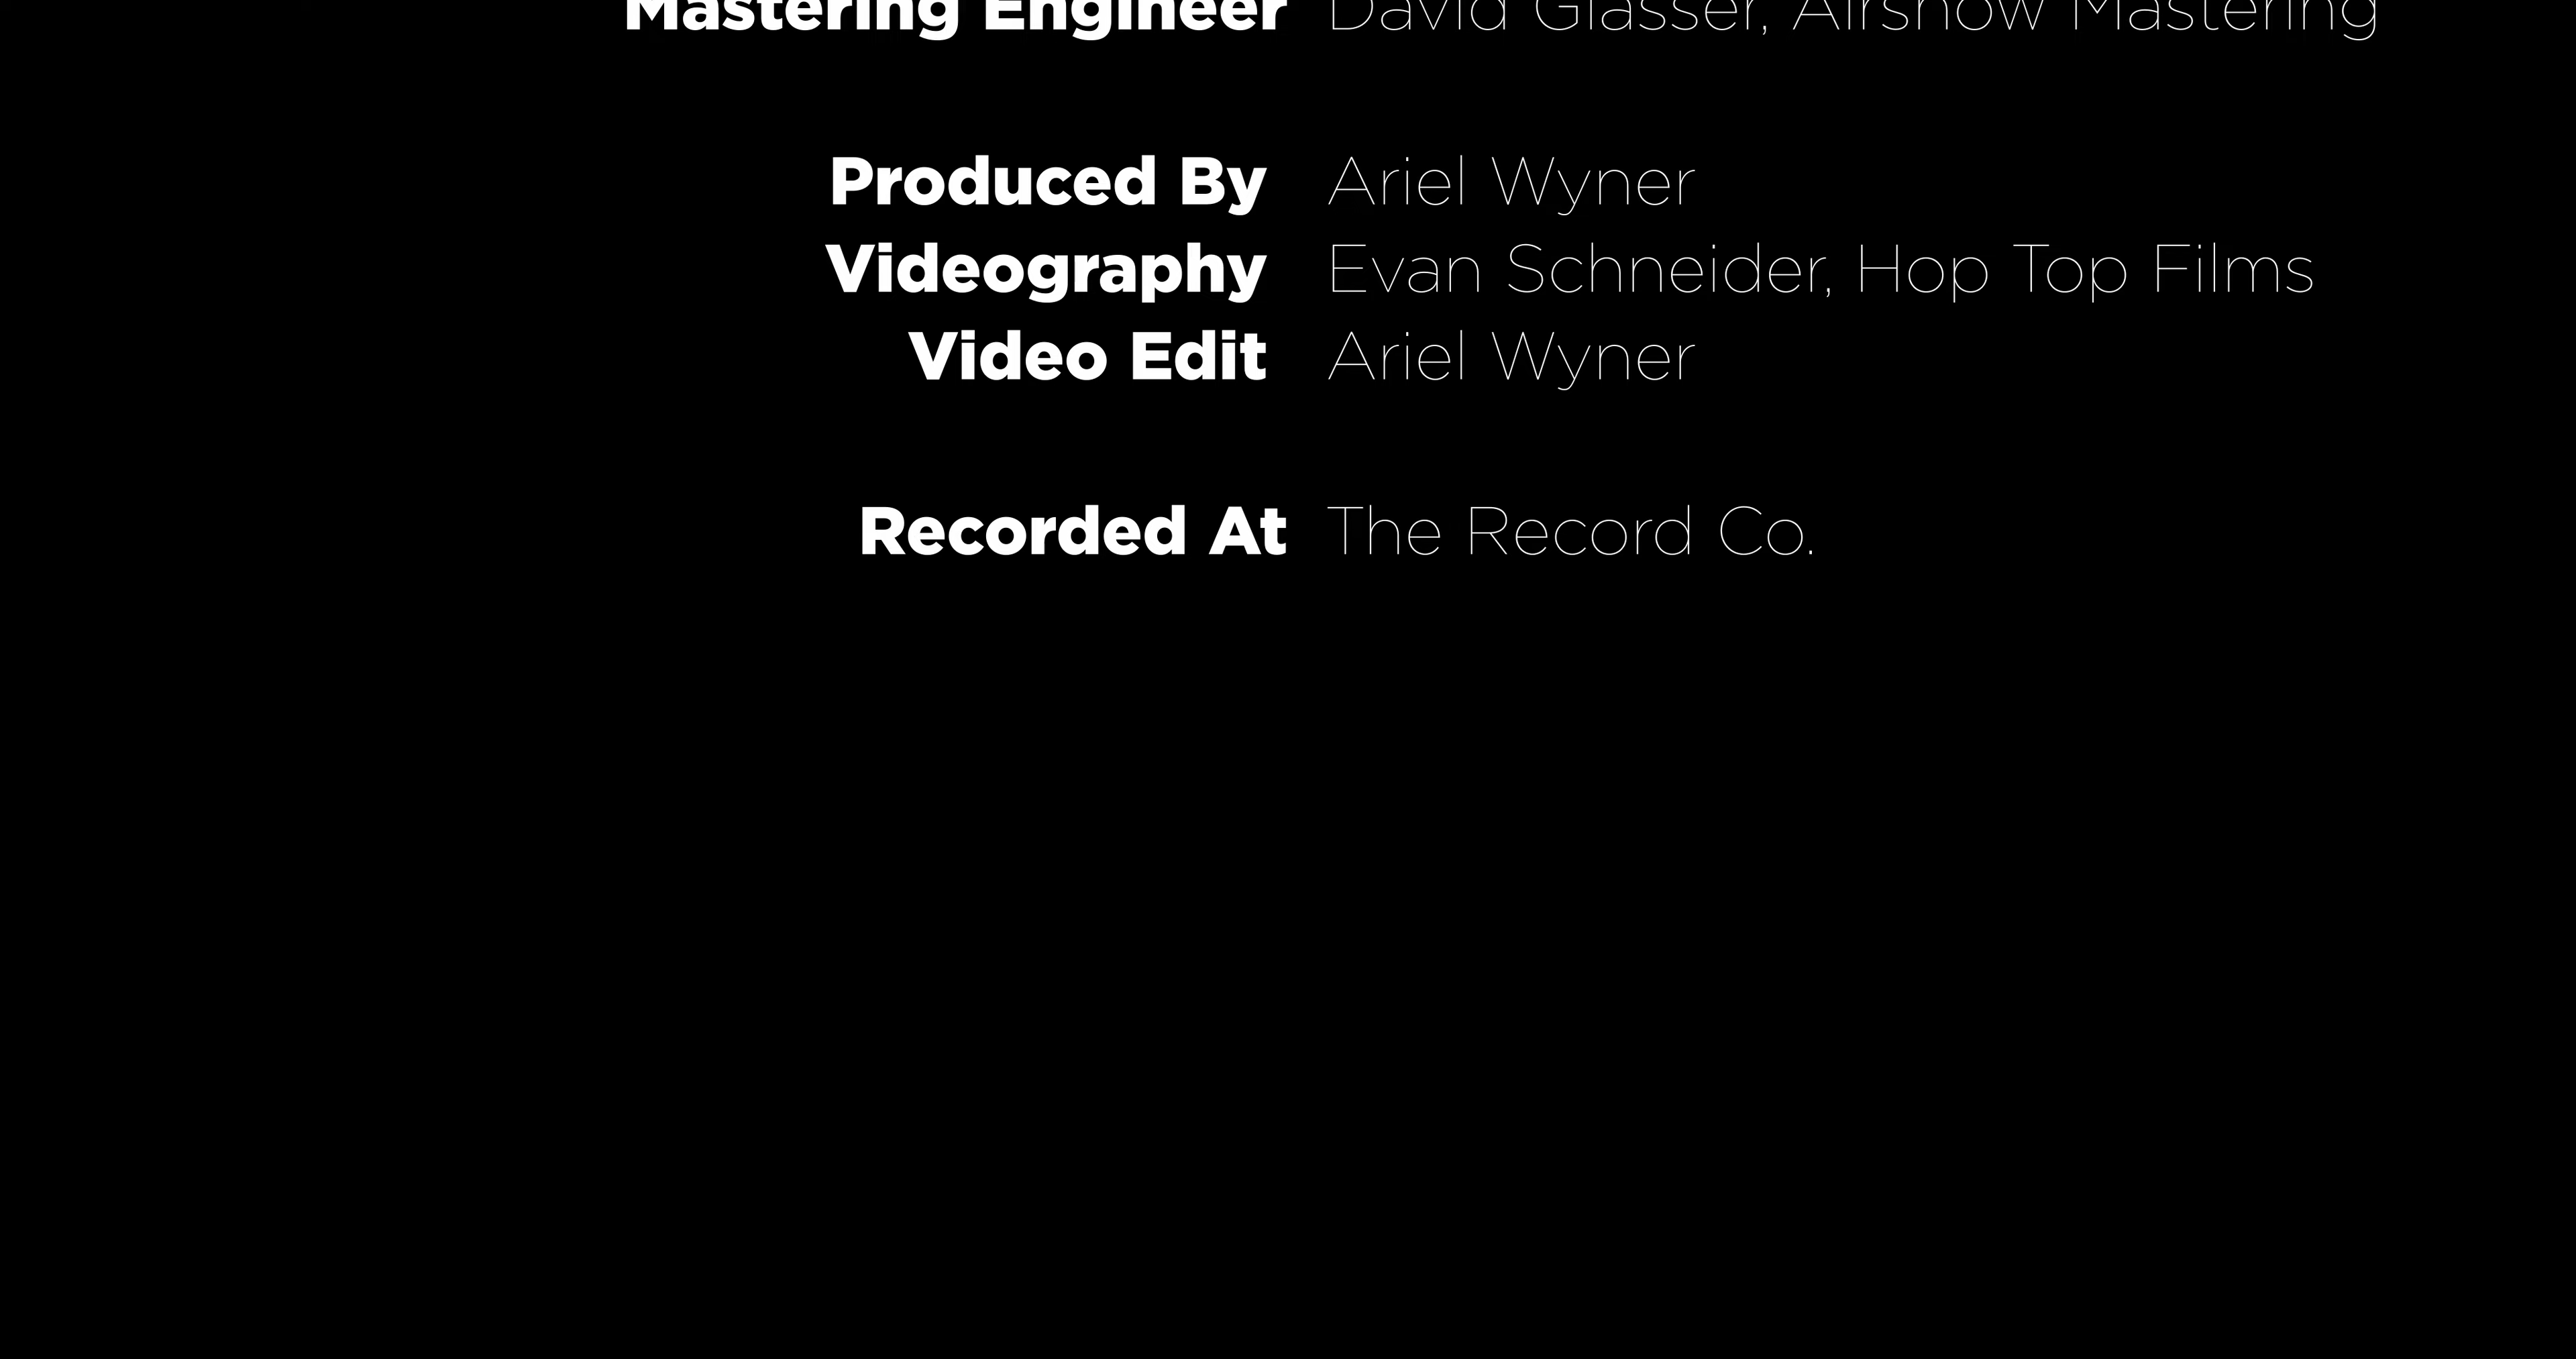 Mastering Engineer David Glasser, Airshow Mastering
Produced By Ariel Wyner
Videography Evan Schneider, Hop Top Films
Video Edit Ariel Wyner
Recorded At The Record Co.